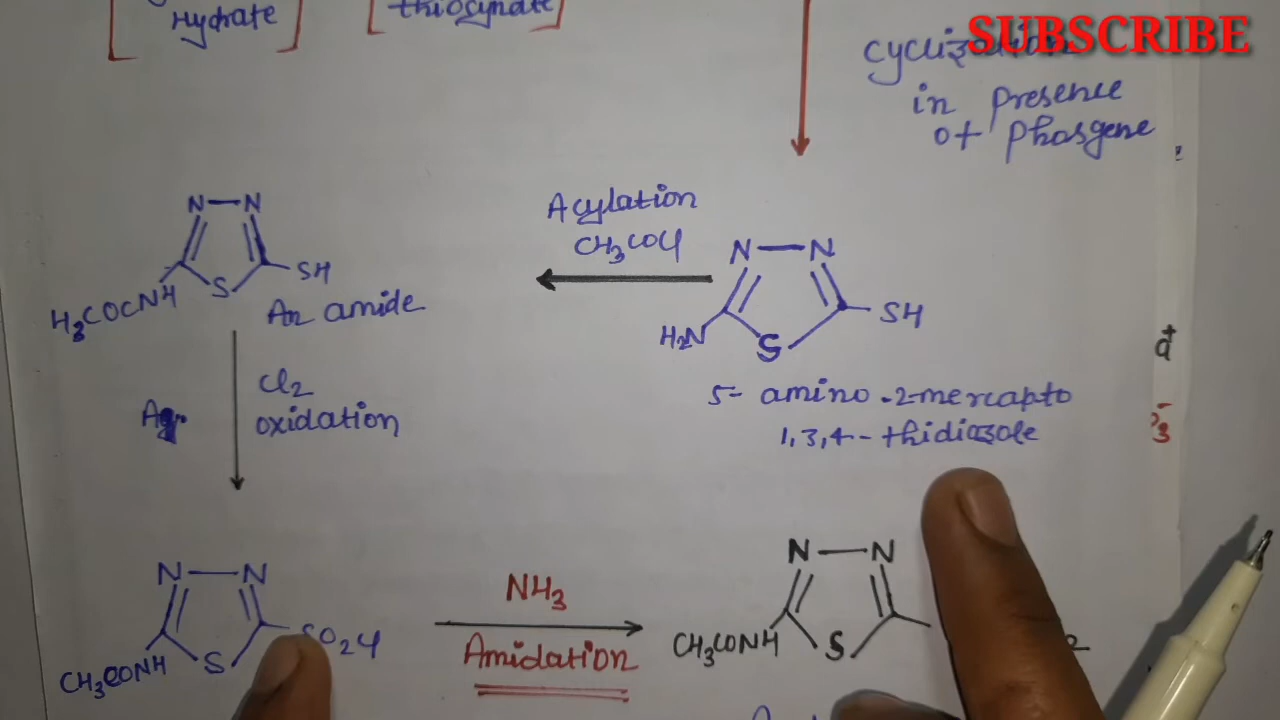 Hydrate
thiocynate
SUBSCRIBE
in presence
of phosgene
N N
SH
S
H3COCNH
An amide
Acylation
CH3COCl
N N
SH
H2N
S
5- amino -2-mercapto
1,3,4- thidiazole
Cl2
oxidation
N N
SO2Cl
S
CH3CONH
NH3
Amidation
N N
S
CH3CONH
2